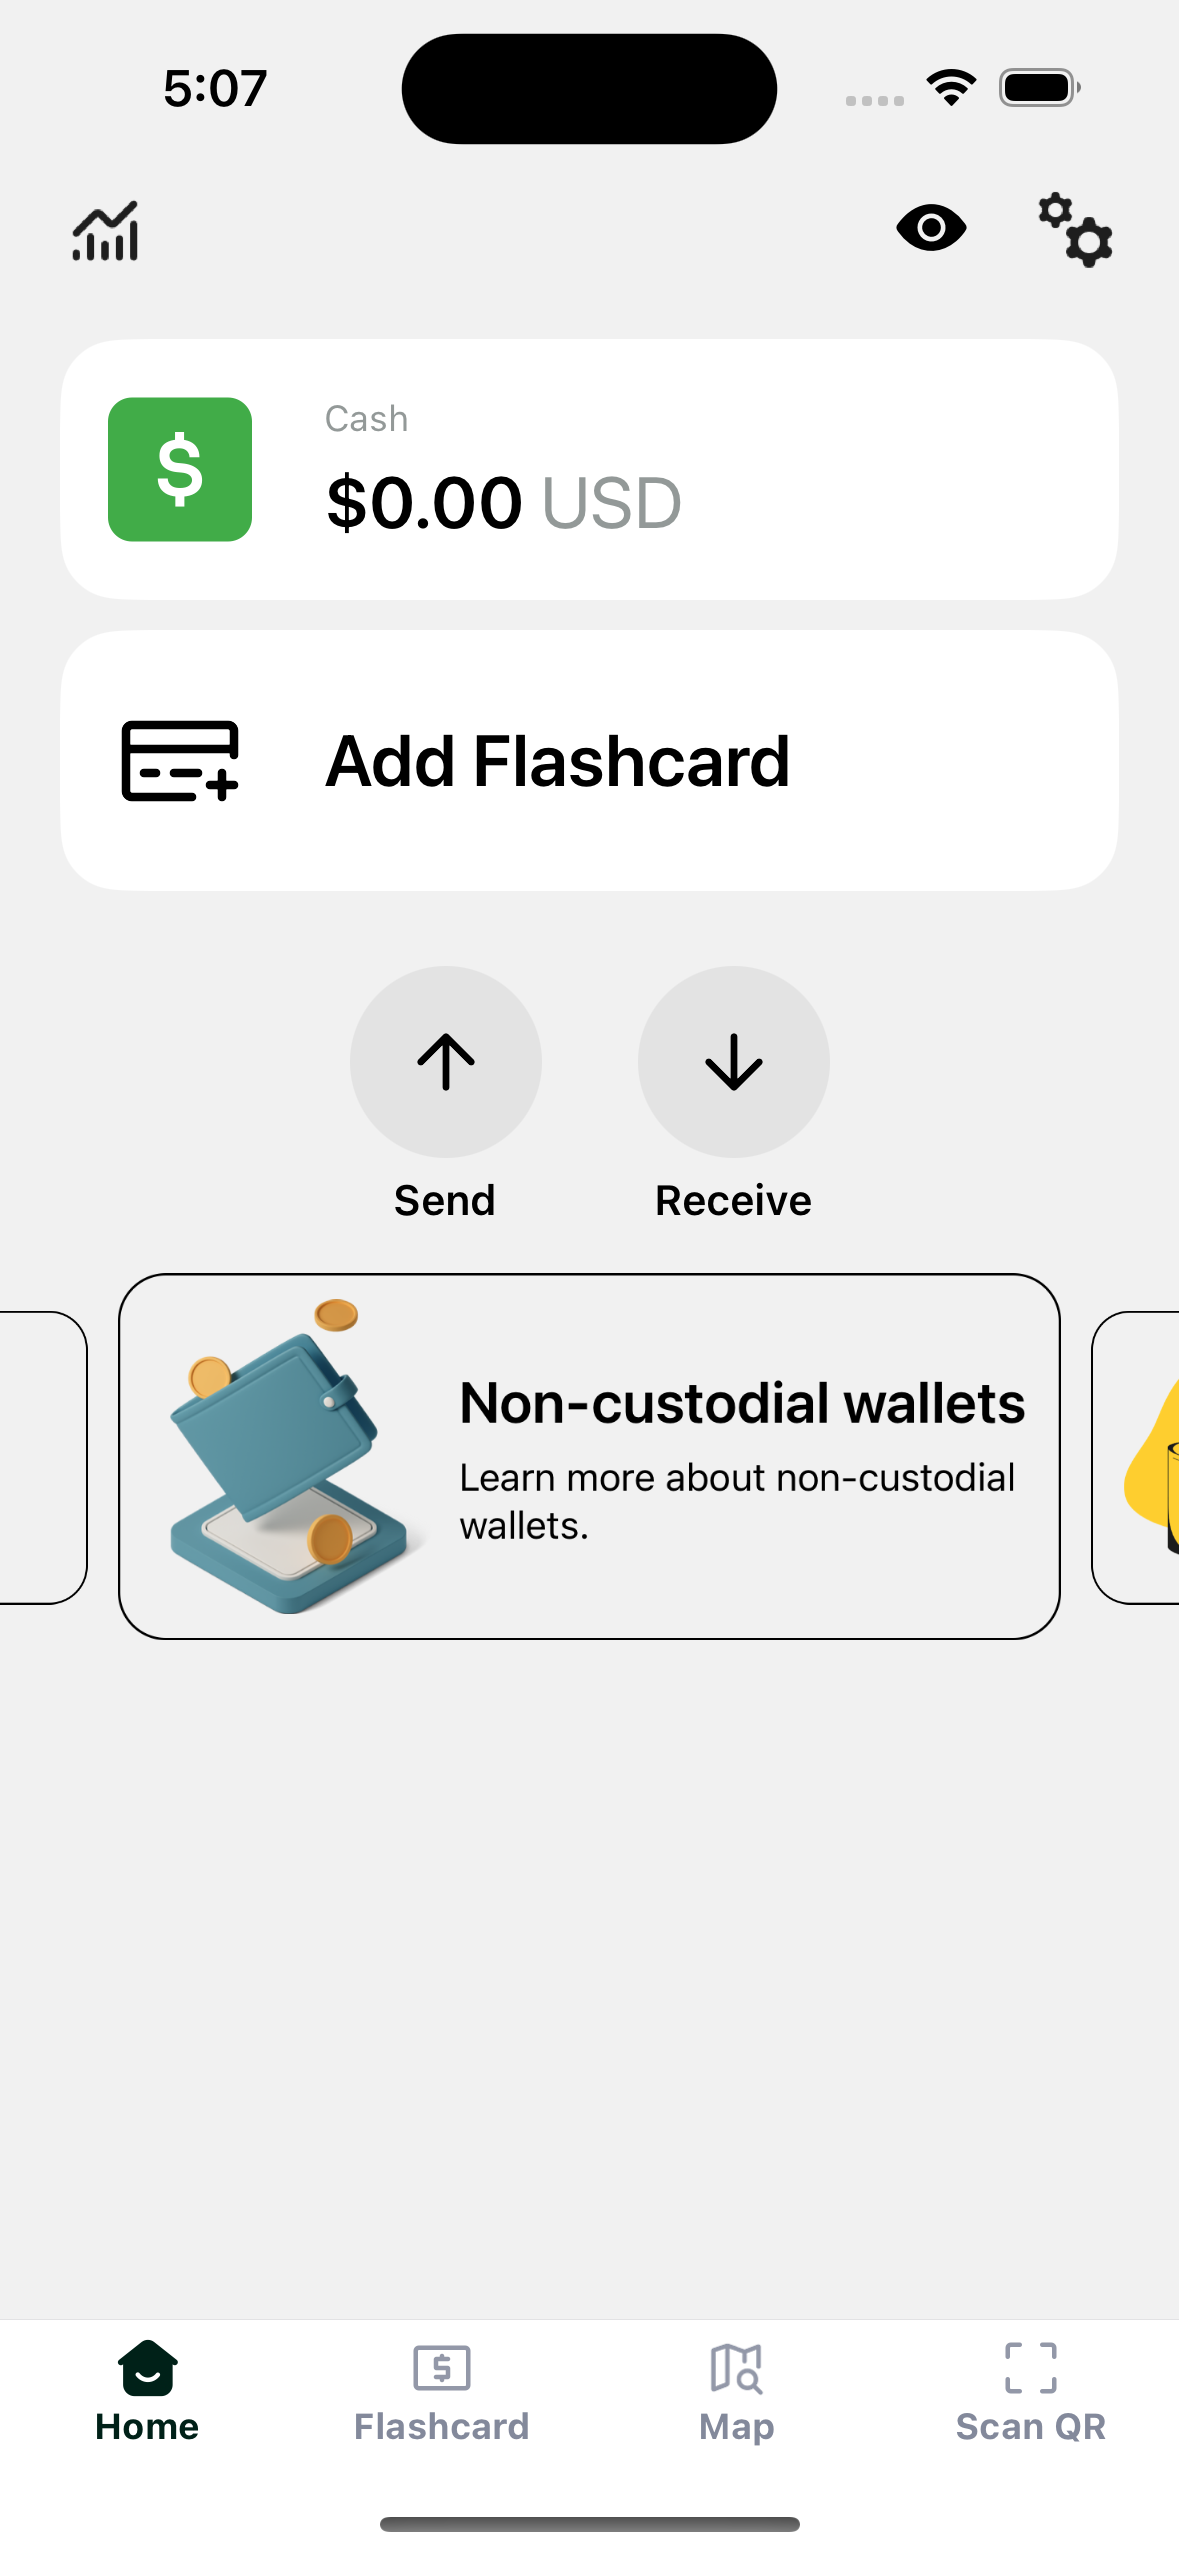 5:07
$
Cash
$0.00 USD
Add Flashcard
Send
Receive
Non-custodial wallets
Learn more about non-custodial
wallets.
$
Home
Flashcard
Map
Scan QR